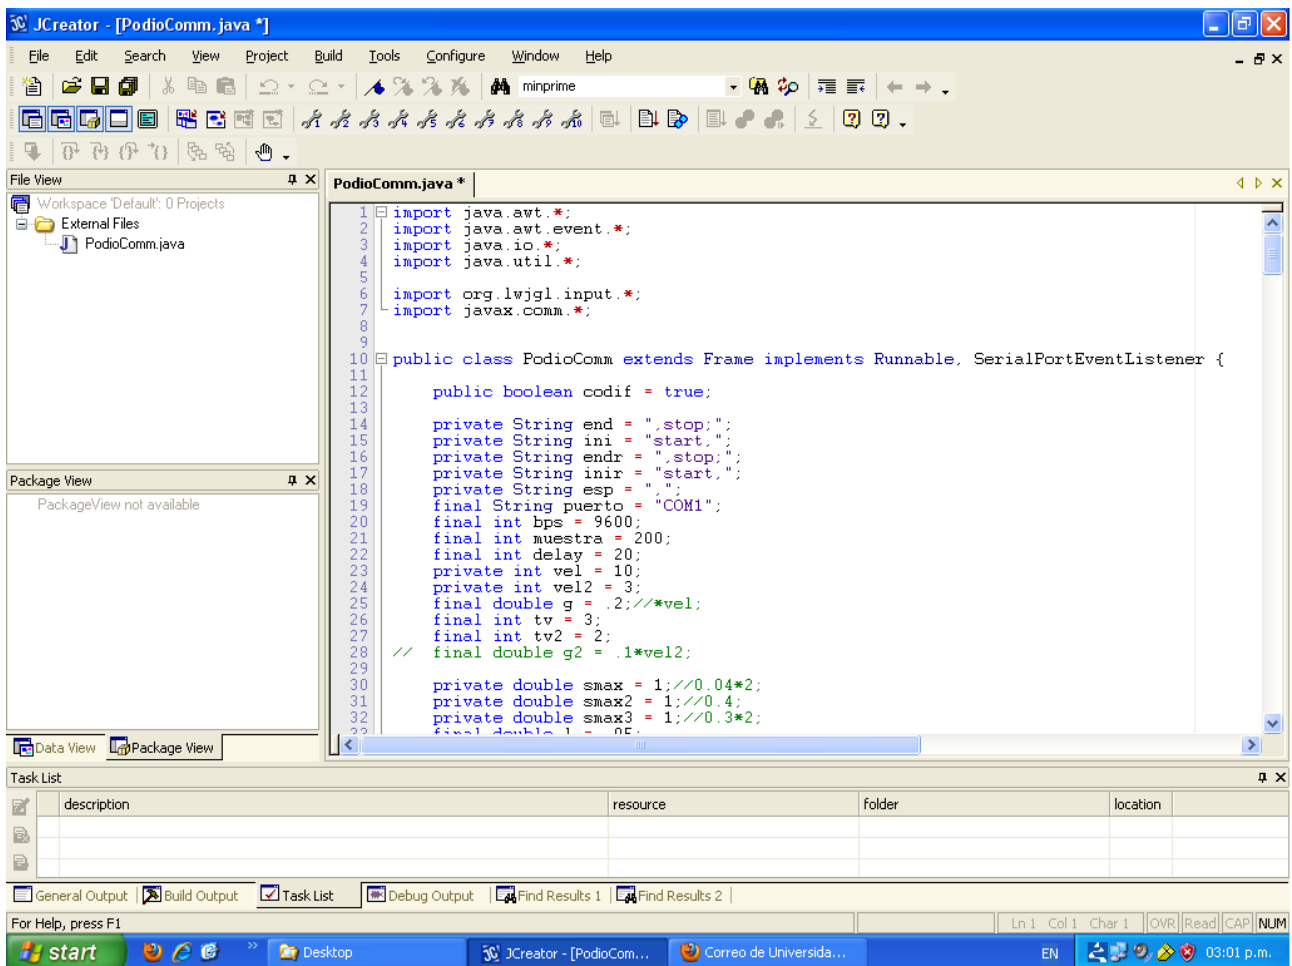 JCreator - [PodioComm.java *]
File Edit Search View Project Build Tools Configure Window Help
minprime
File View
PodioComm.java *
Workspace 'Default': 0 Projects
External Files
PodioComm.java
1 import java.awt.*;
2 import java.awt.event.*;
3 import java.io.*;
4 import java.util.*;
5
6 import org.lwjgl.input.*;
7 import javax.comm.*;
8
9
10 public class PodioComm extends Frame implements Runnable, SerialPortEventListener {
11
12 public boolean codif = true;
13
14 private String end = ",stop;";
15 private String ini = "start,";
16 private String endr = ",stop;";
17 private String inir = "start,";
18 private String esp = ",";
19 final String puerto = "COM1";
20 final int bps = 9600;
21 final int muestra = 200;
22 final int delay = 20;
23 private int vel = 10;
24 private int vel2 = 3;
25 final double g = .2;//*vel;
26 final int tv = 3;
27 final int tv2 = 2;
28 // final double g2 = .1*vel2;
29
30 private double smax = 1;//0.04*2;
31 private double smax2 = 1;//0.4;
32 private double smax3 = 1;//0.3*2;
Package View
PackageView not available
Data View Package View
Task List
description resource folder location
General Output Build Output Task List Debug Output Find Results 1 Find Results 2
For Help, press F1
Ln 1 Col 1 Char 1 OVR Read CAP NUM
start Desktop JCreator - [PodioCom... Correo de Universida... EN 03:01 p.m.